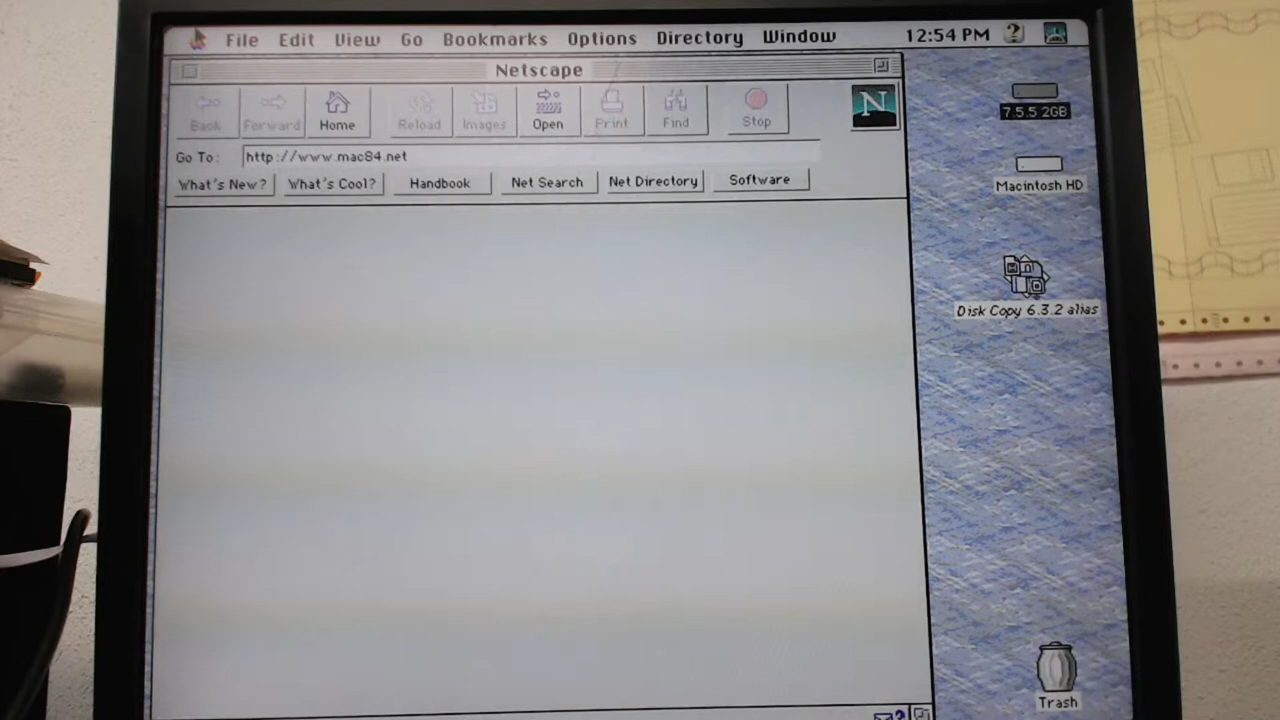 File Edit View Go Bookmarks Options Directory Window 12:54 PM ?
Netscape
Back Forward Home Reload Images Open Print Find Stop N
Go To: http://www.mac84.net
What's New? What's Cool? Handbook Net Search Net Directory Software
7.5.5 2GB
Macintosh HD
Disk Copy 6.3.2 alias
Trash
?